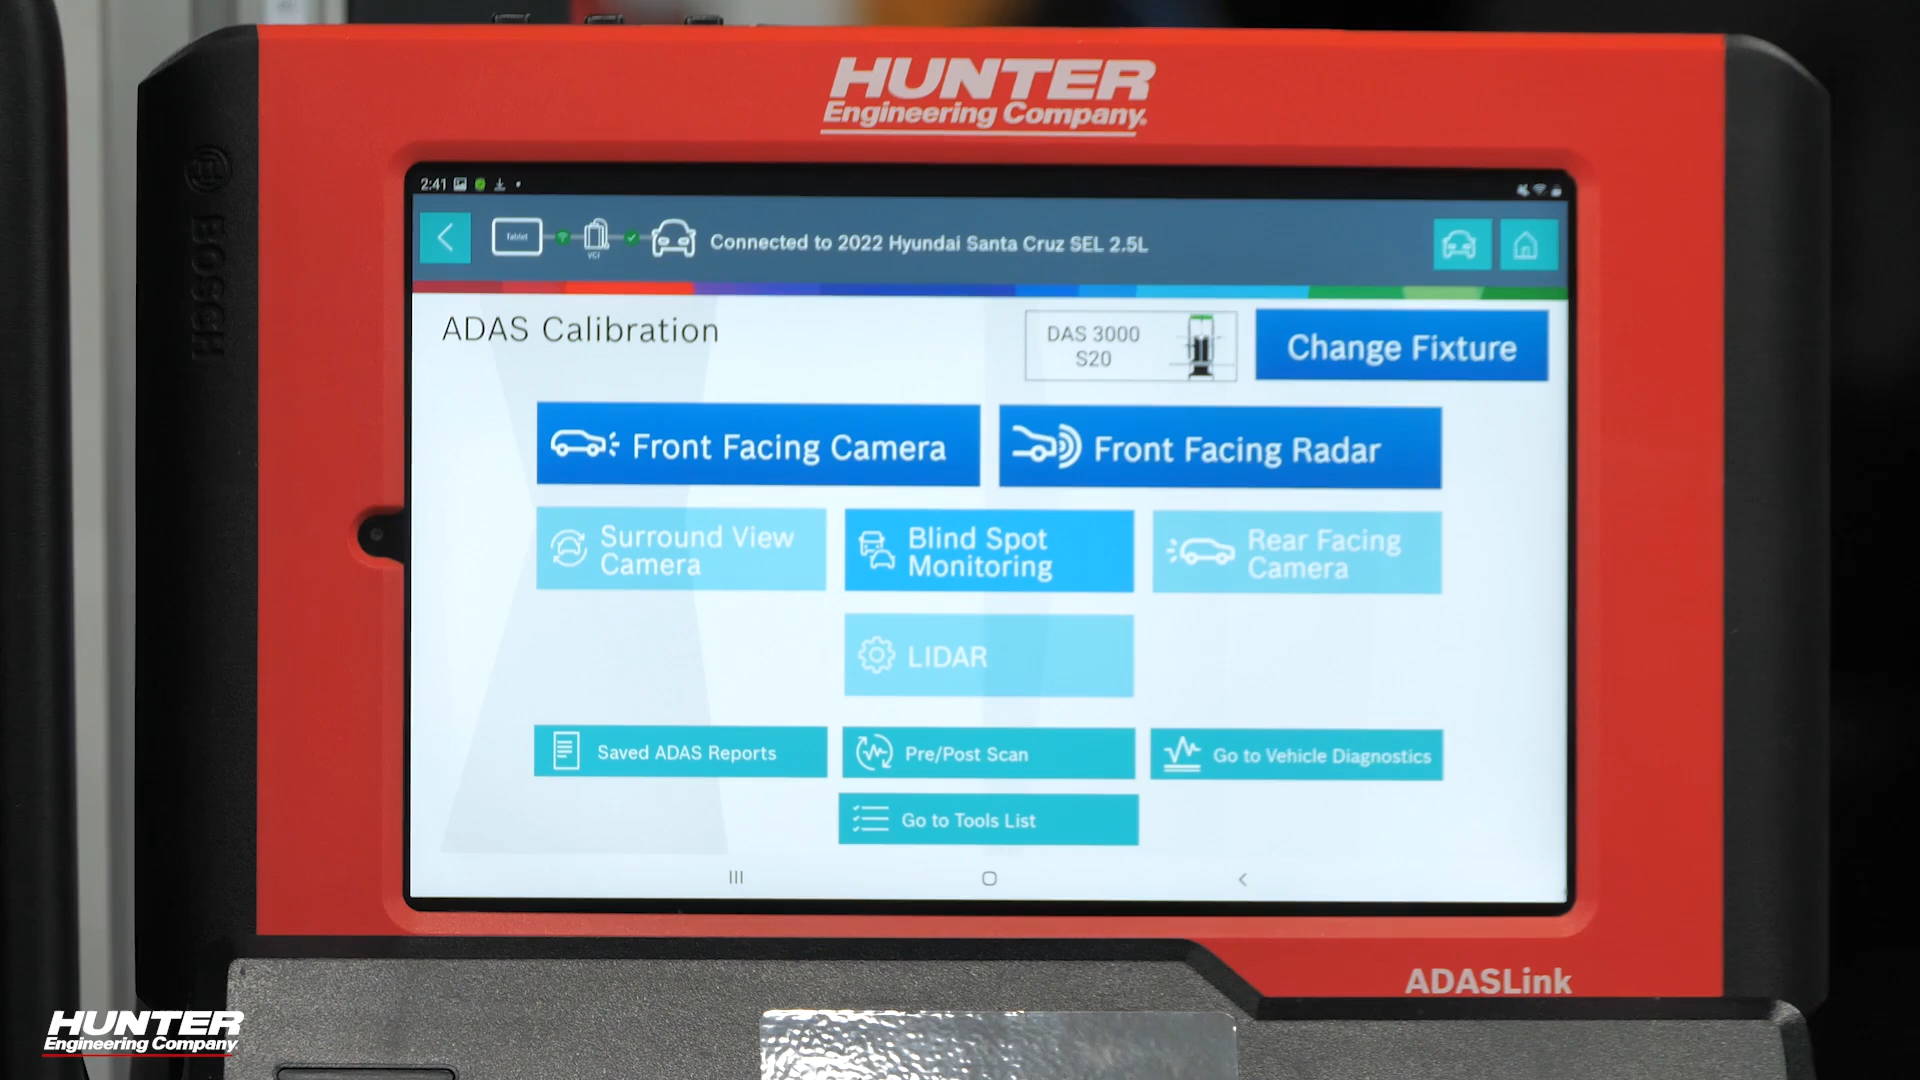 HUNTER
Engineering Company.
BOSCH
2:41
Tablet
VCI
Connected to 2022 Hyundai Santa Cruz SEL 2.5L
ADAS Calibration
DAS 3000
S20
Change Fixture
Front Facing Camera
Front Facing Radar
Surround View
Camera
Blind Spot
Monitoring
Rear Facing
Camera
LIDAR
Saved ADAS Reports
Pre/Post Scan
Go to Vehicle Diagnostics
Go to Tools List
ADASLink
HUNTER
Engineering Company